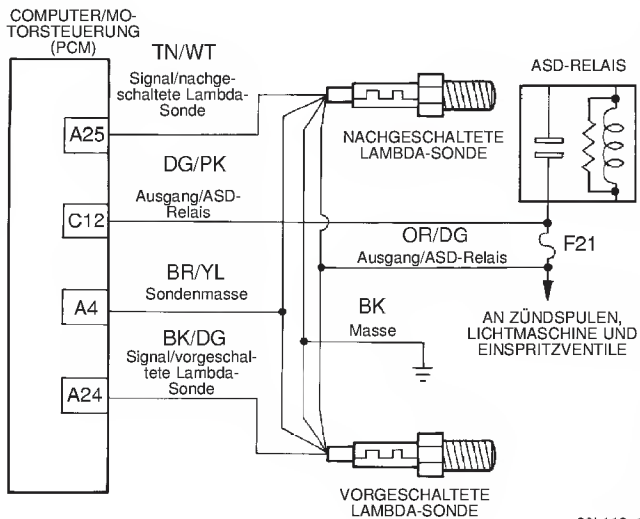 COMPUTER/MO-
TORSTEUERUNG
(PCM)
TN/WT
Signal/nachge-
schaltete Lambda-
Sonde
A25
NACHGESCHALTETE
LAMBDA-SONDE
ASD-RELAIS
DG/PK
Ausgang/ASD-
Relais
C12
OR/DG
Ausgang/ASD-Relais
F21
BR/YL
Sondenmasse
A4
BK
Masse
AN ZÜNDSPULEN,
LICHTMASCHINE UND
EINSPRITZVENTILE
BK/DG
Signal/vorgeschal-
tete Lambda-
Sonde
A24
VORGESCHALTETE
LAMBDA-SONDE